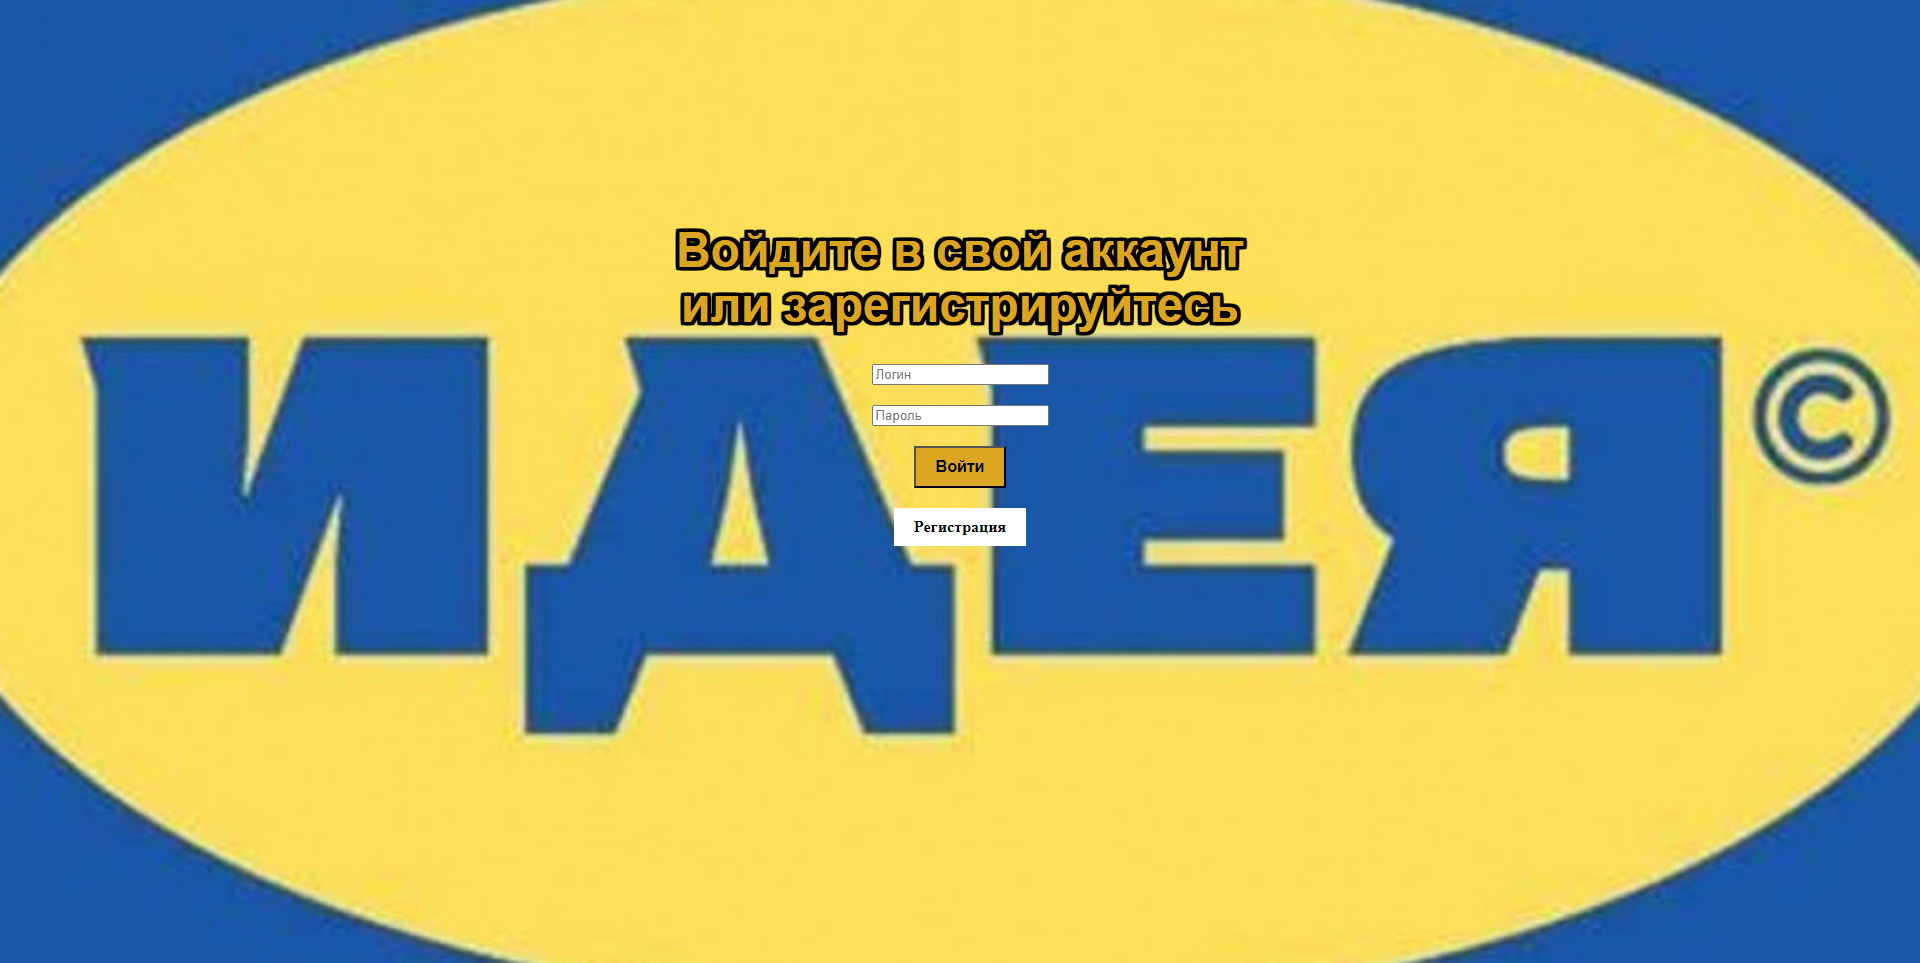 Войдите в свой аккаунт
или зарегистрируйтесь
ИДЕЯ©
Логин
Пароль
Войти
Регистрация